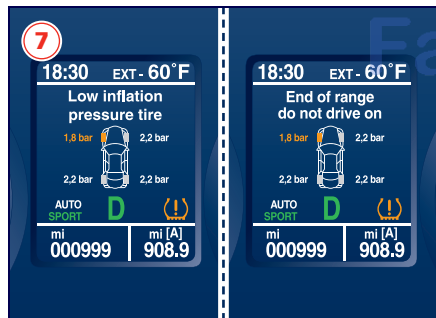 7
18:30 EXT - 60°F
Low inflation
pressure tire
1,8 bar 2,2 bar
2,2 bar 2,2 bar
AUTO
SPORT
D
(!)
mi
000999
mi [A]
908.9
Fa
18:30 EXT - 60°F
End of range
do not drive on
1,8 bar 2,2 bar
2,2 bar 2,2 bar
AUTO
SPORT
D
(!)
mi
000999
mi [A]
908.9